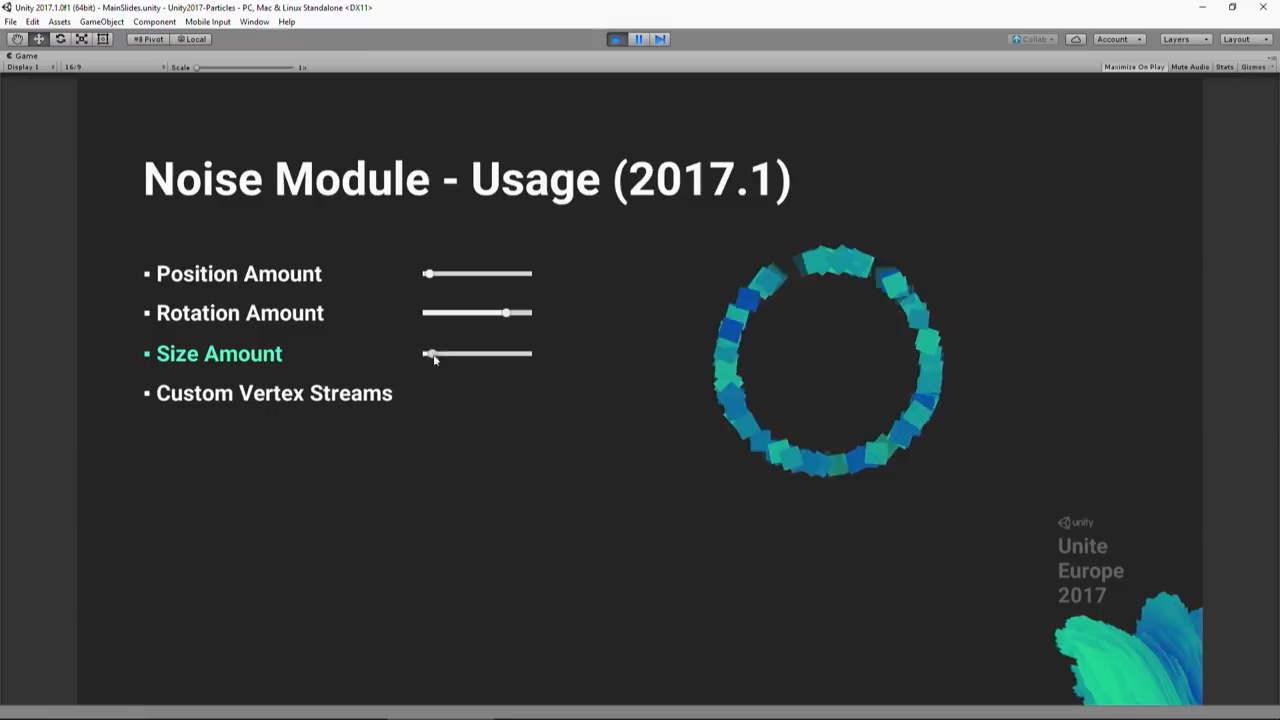 Unity 2017.1.0f1 (64bit) - MainSlides.unity - Unity2017-Particles - PC, Mac & Linux Standalone <DX11>
File Edit Assets GameObject Component Mobile Input Window Help
Pivot Local Collab Account Layers Layout
Game
Display 1 16:9 Scale 1x Maximize On Play Mute Audio Stats Gizmos
Noise Module - Usage (2017.1)
▪ Position Amount
▪ Rotation Amount
▪ Size Amount
▪ Custom Vertex Streams
unity
Unite
Europe
2017